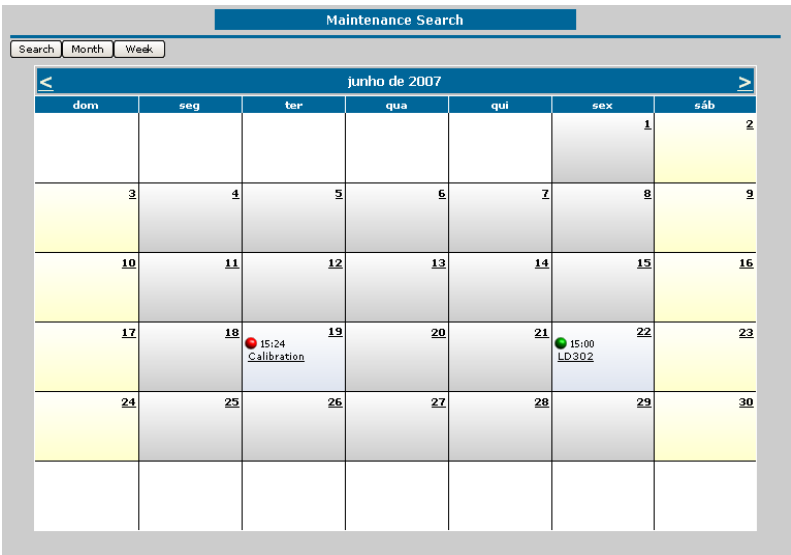 Maintenance Search
Search Month Week
< junho de 2007 >
dom seg ter qua qui sex sáb
1 2
3 4 5 6 7 8 9
10 11 12 13 14 15 16
17 18 19 20 21 22 23
15:24 15:00
Calibration LD302
24 25 26 27 28 29 30